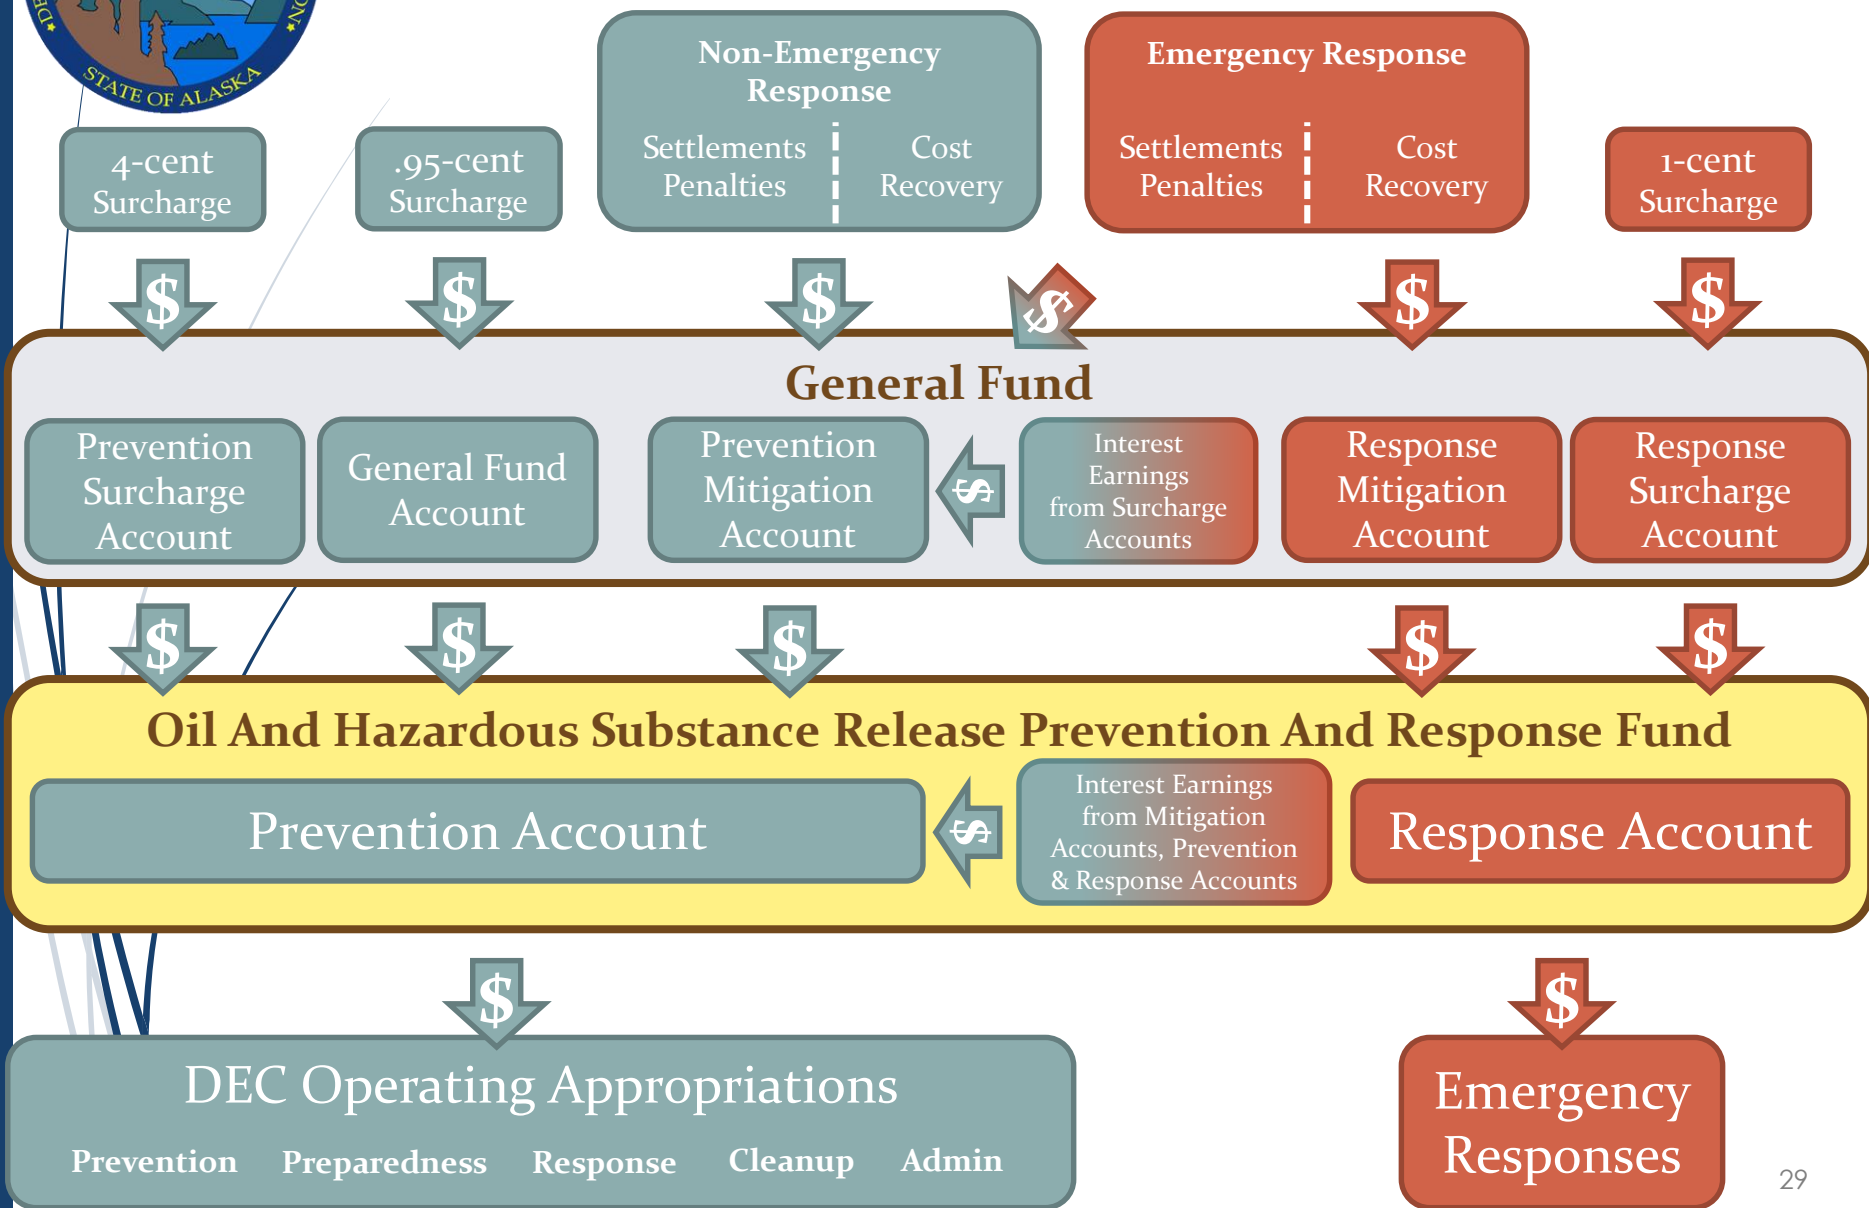 STATE OF ALASKA
Non-Emergency
Response
Settlements
Penalties
Cost
Recovery
Emergency Response
Settlements
Penalties
Cost
Recovery
4-cent
Surcharge
.95-cent
Surcharge
1-cent
Surcharge
$
$
$
$
$
$
General Fund
Prevention
Surcharge
Account
General Fund
Account
Prevention
Mitigation
Account
$
Interest
Earnings
from Surcharge
Accounts
Response
Mitigation
Account
Response
Surcharge
Account
$
$
$
$
$
Oil And Hazardous Substance Release Prevention And Response Fund
Prevention Account
$
Interest Earnings
from Mitigation
Accounts, Prevention
& Response Accounts
Response Account
$
$
DEC Operating Appropriations
Prevention Preparedness Response Cleanup Admin
Emergency
Responses
29